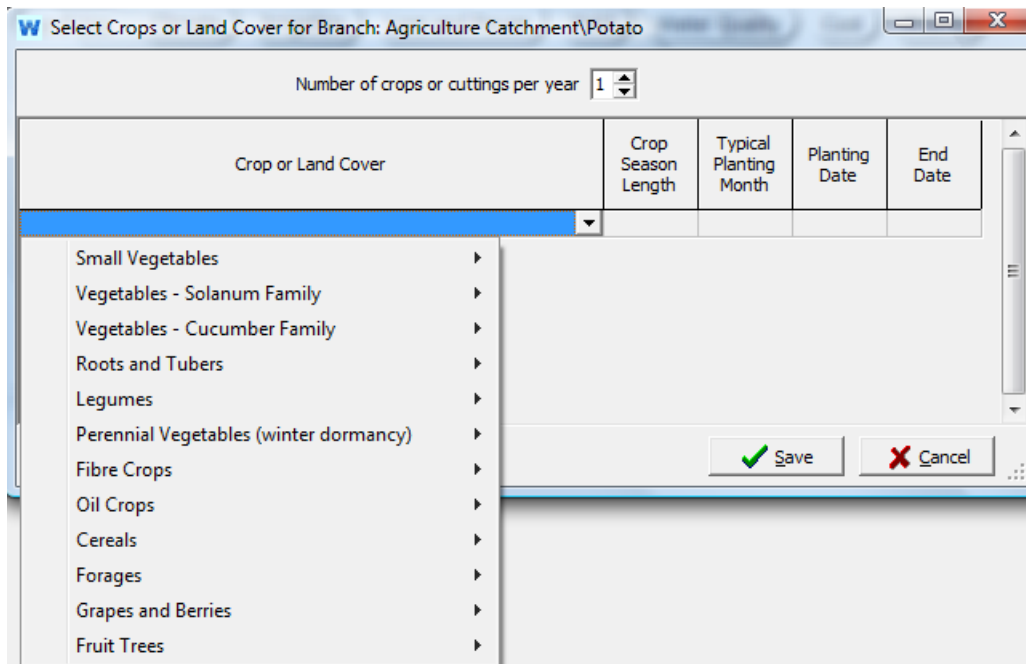 W Select Crops or Land Cover for Branch: Agriculture Catchment\Potato
Number of crops or cuttings per year 1
Crop or Land Cover
Crop
Season
Length
Typical
Planting
Month
Planting
Date
End
Date
Small Vegetables
Vegetables - Solanum Family
Vegetables - Cucumber Family
Roots and Tubers
Legumes
Perennial Vegetables (winter dormancy)
Fibre Crops
Oil Crops
Cereals
Forages
Grapes and Berries
Fruit Trees
Save
Cancel